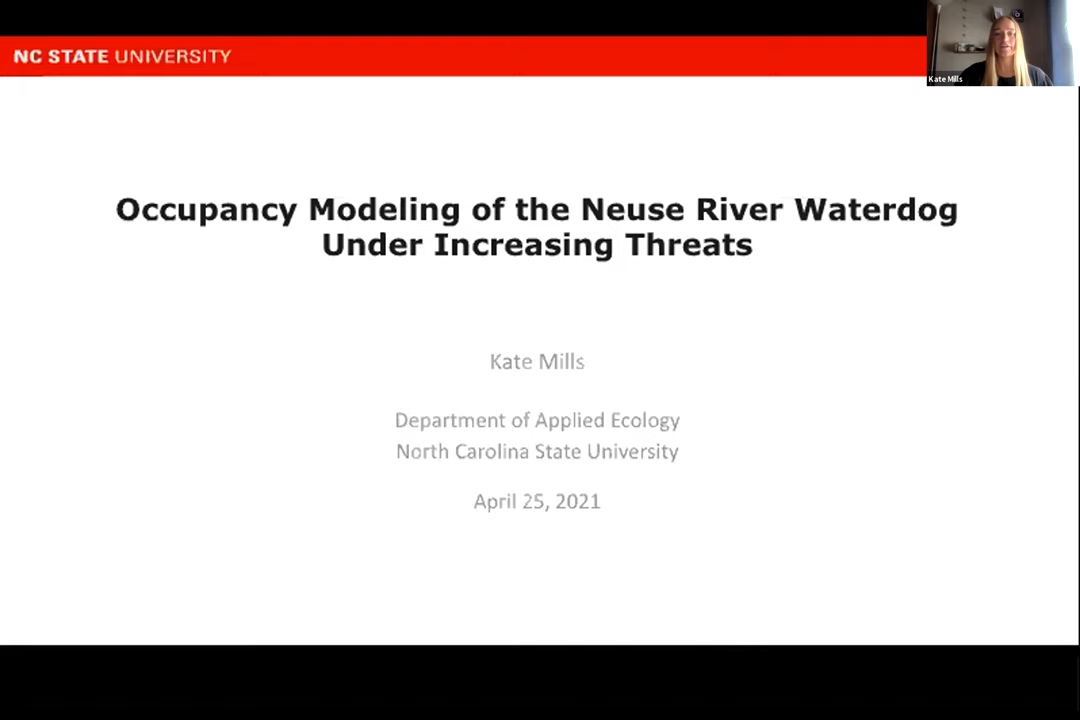 NC STATE UNIVERSITY
Kate Mills
Occupancy Modeling of the Neuse River Waterdog
Under Increasing Threats
Kate Mills
Department of Applied Ecology
North Carolina State University
April 25, 2021